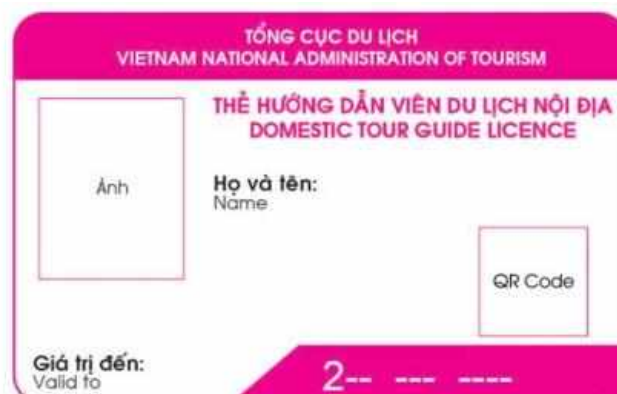 TỔNG CỤC DU LỊCH
VIETNAM NATIONAL ADMINISTRATION OF TOURISM
THẺ HƯỚNG DẪN VIÊN DU LỊCH NỘI ĐỊA
DOMESTIC TOUR GUIDE LICENCE
Ảnh
Họ và tên:
Name
QR Code
Giá trị đến:
Valid to
2-- --- ----